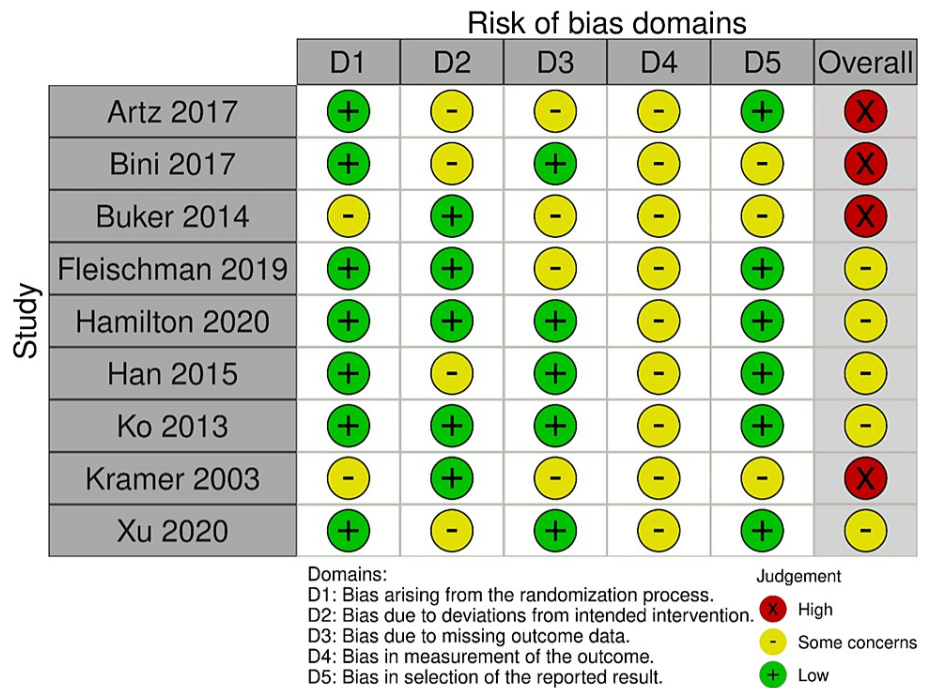 Risk of bias domains
D1 D2 D3 D4 D5 Overall
Study
Artz 2017 + - - - + X
Bini 2017 + - + - - X
Buker 2014 - + - - - X
Fleischman 2019 + + - - + -
Hamilton 2020 + + + - + -
Han 2015 + - + - + -
Ko 2013 + + + - + -
Kramer 2003 - + - - - X
Xu 2020 + - + - + -
Domains:
D1: Bias arising from the randomization process.
D2: Bias due to deviations from intended intervention.
D3: Bias due to missing outcome data.
D4: Bias in measurement of the outcome.
D5: Bias in selection of the reported result.
Judgement
X High
- Some concerns
+ Low